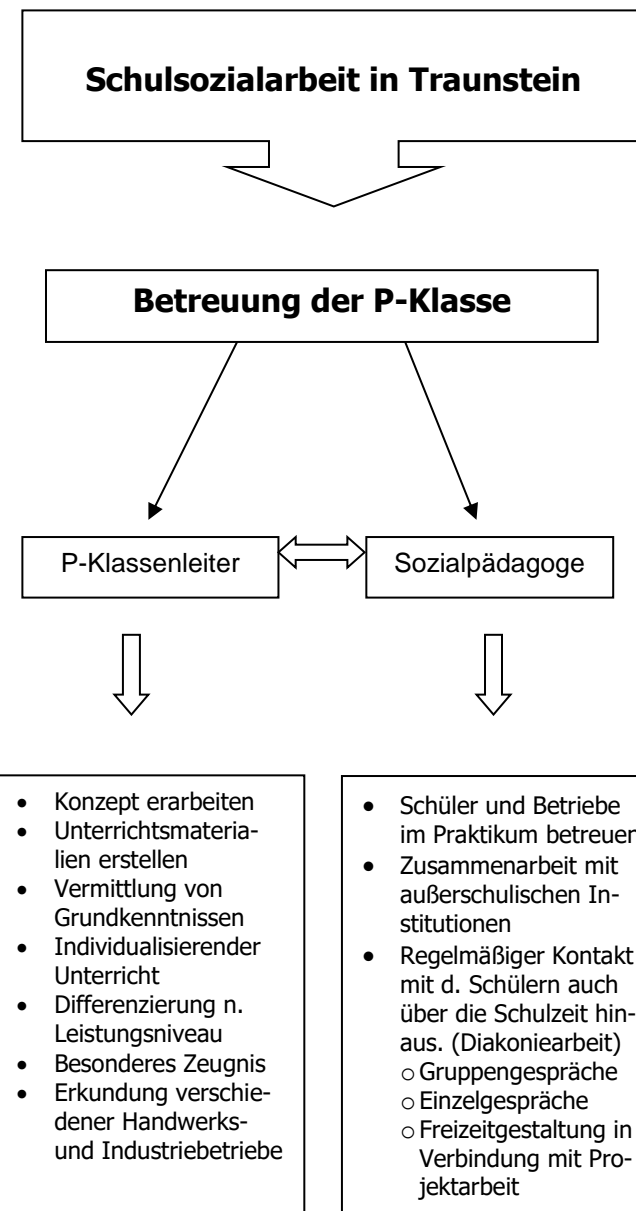 Schulsozialarbeit in Traunstein
Betreuung der P-Klasse
P-Klassenleiter
Sozialpädagoge
• Konzept erarbeiten
• Unterrichtsmateria-
lien erstellen
• Vermittlung von
Grundkenntnissen
• Individualisierender
Unterricht
• Differenzierung n.
Leistungsniveau
• Besonderes Zeugnis
• Erkundung verschie-
dener Handwerks-
und Industriebetriebe
• Schüler und Betriebe
im Praktikum betreuen
• Zusammenarbeit mit
außerschulischen In-
stitutionen
• Regelmäßiger Kontakt
mit d. Schülern auch
über die Schulzeit hin-
aus. (Diakoniearbeit)
o Gruppengespräche
o Einzelgespräche
o Freizeitgestaltung in
Verbindung mit Pro-
jektarbeit